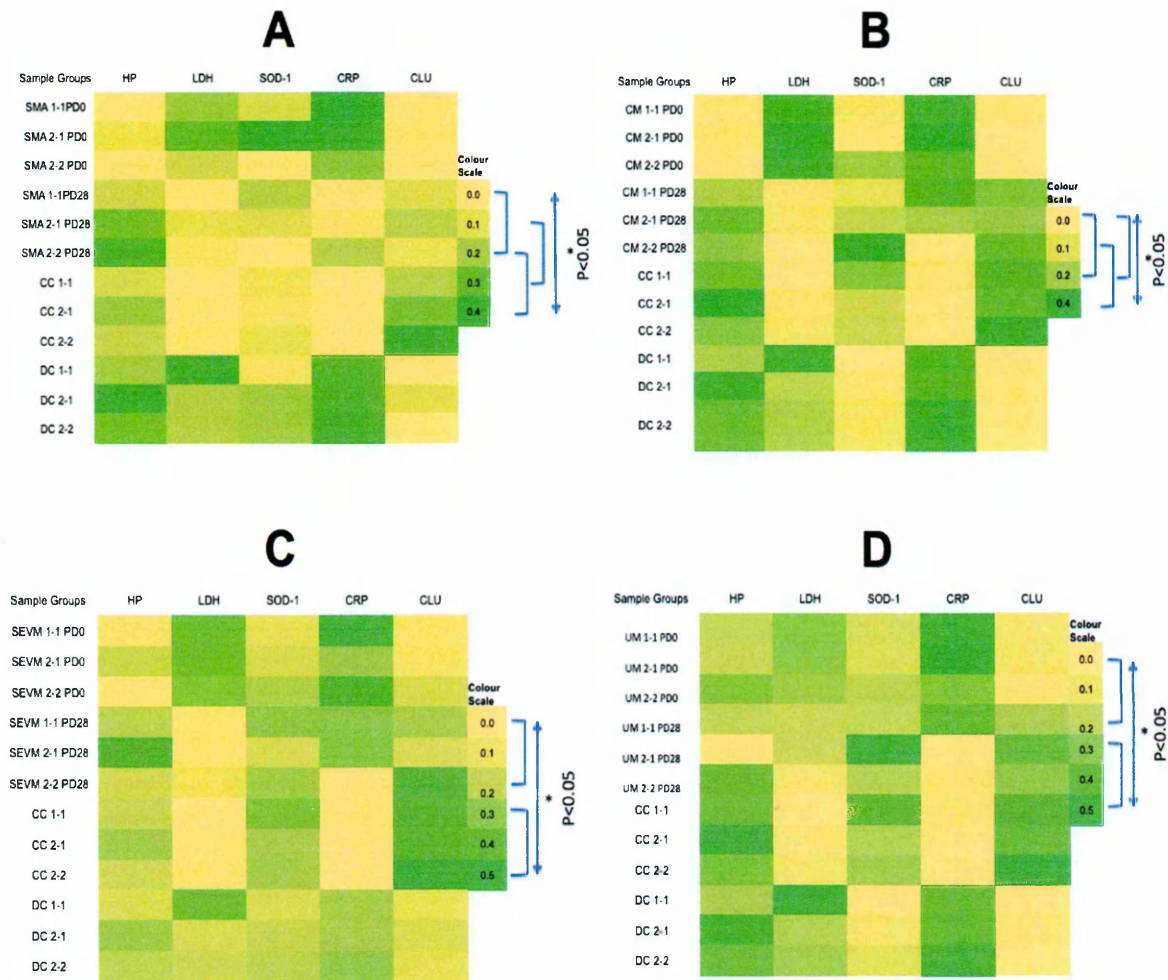 A
Sample Groups HP LDH SOD-1 CRP CLU
SMA 1-1PD0
SMA 2-1 PD0
SMA 2-2 PD0
SMA 1-1PD28
SMA 2-1 PD28
SMA 2-2 PD28
CC 1-1
CC 2-1
CC 2-2
DC 1-1
DC 2-1
DC 2-2
Colour
Scale
0.0
0.1
0.2
0.3
0.4
*
P<0.05
B
Sample Groups HP LDH SOD-1 CRP CLU
CM 1-1 PD0
CM 2-1 PD0
CM 2-2 PD0
CM 1-1 PD28
CM 2-1 PD28
CM 2-2 PD28
CC 1-1
CC 2-1
CC 2-2
DC 1-1
DC 2-1
DC 2-2
Colour
Scale
0.0
0.1
0.2
0.4
*
P<0.05
C
Sample Groups HP LDH SOD-1 CRP CLU
SEVM 1-1 PD0
SEVM 2-1 PD0
SEVM 2-2 PD0
SEVM 1-1 PD28
SEVM 2-1 PD28
SEVM 2-2 PD28
CC 1-1
CC 2-1
CC 2-2
DC 1-1
DC 2-1
DC 2-2
Colour
Scale
0.0
0.1
0.2
0.3
0.4
0.5
*
P<0.05
D
Sample Groups HP LDH SOD-1 CRP CLU
UM 1-1 PD0
UM 2-1 PD0
UM 2-2 PD0
UM 1-1 PD28
UM 2-1 PD28
UM 2-2 PD28
CC 1-1
CC 2-1
CC 2-2
DC 1-1
DC 2-1
DC 2-2
Colour
Scale
0.0
0.1
0.2
0.3
0.4
0.5
*
P<0.05